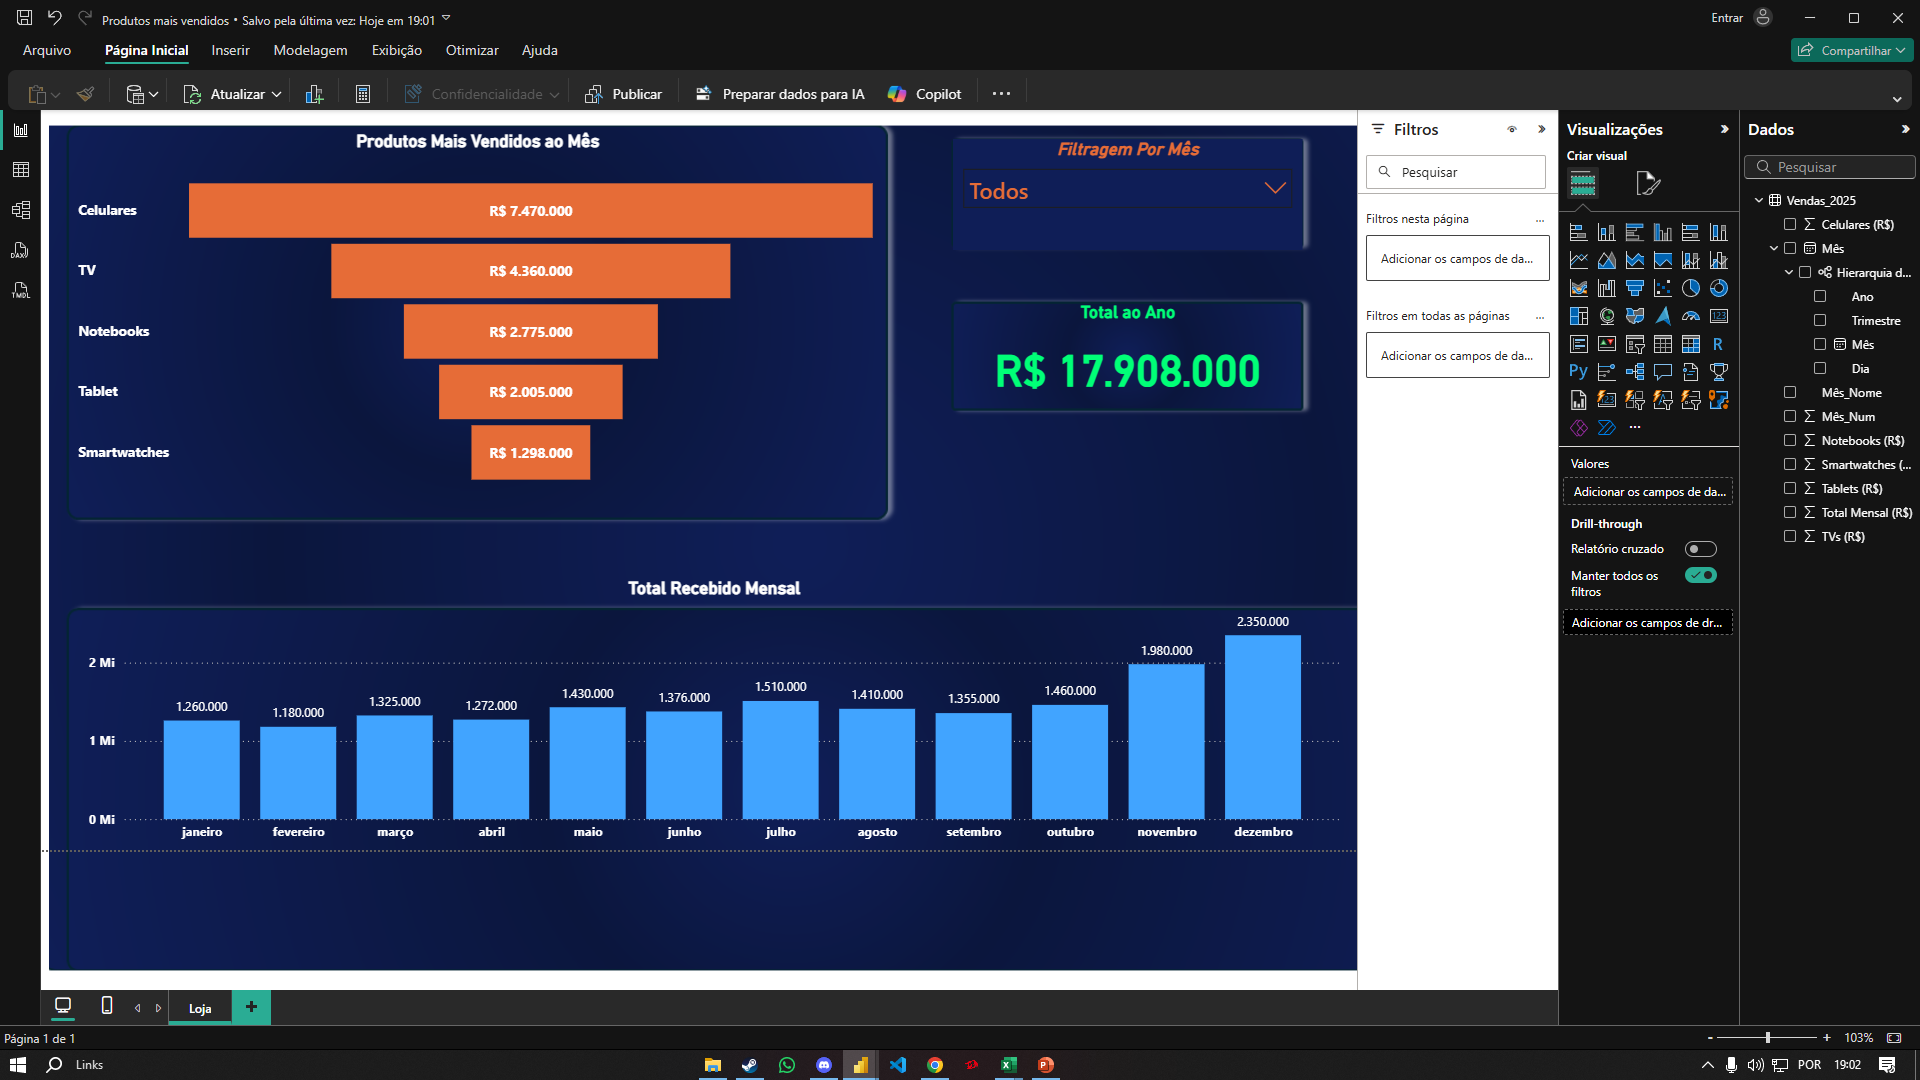 Produtos mais vendidos • Salvo pela última vez: Hoje em 19:01
Entrar
Arquivo
Página Inicial
Inserir
Modelagem
Exibição
Otimizar
Ajuda
Compartilhar
Atualizar
Confidencialidade
Publicar
Preparar dados para IA
Copilot
...
DAX
TMDL
Produtos Mais Vendidos ao Mês
Celulares
R$ 7.470.000
TV
R$ 4.360.000
Notebooks
R$ 2.775.000
Tablet
R$ 2.005.000
Smartwatches
R$ 1.298.000
Filtragem Por Mês
Todos
Total ao Ano
R$ 17.908.000
Total Recebido Mensal
2 Mi
1 Mi
0 Mi
1.260.000
1.180.000
1.325.000
1.272.000
1.430.000
1.376.000
1.510.000
1.410.000
1.355.000
1.460.000
1.980.000
2.350.000
janeiro
fevereiro
março
abril
maio
junho
julho
agosto
setembro
outubro
novembro
dezembro
Filtros
Pesquisar
Filtros nesta página
...
Adicionar os campos de da...
Filtros em todas as páginas
...
Adicionar os campos de da...
Visualizações
Criar visual
123
R
Py
123
...
Valores
Adicionar os campos de da...
Drill-through
Relatório cruzado
Manter todos os
filtros
Adicionar os campos de dr...
Dados
Pesquisar
Vendas_2025
Celulares (R$)
Mês
Hierarquia d...
Ano
Trimestre
Mês
Dia
Mês_Nome
Mês_Num
Notebooks (R$)
Smartwatches (...
Tablets (R$)
Total Mensal (R$)
TVs (R$)
Loja
+
Página 1 de 1
- + 103%
Links
POR
19:02